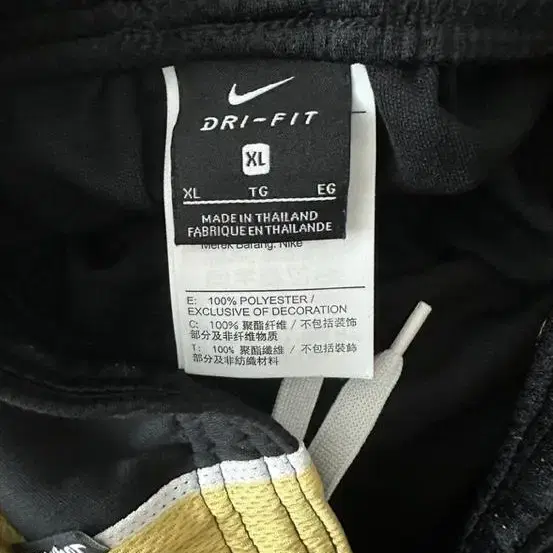 DRI-FIT
XL
XL TG EG
MADE IN THAILAND
FABRIQUE EN THAILANDE
Merek Barang: Nike
E: 100% POLYESTER /
EXCLUSIVE OF DECORATION
C: 100% 聚酯纤维 / 不包括装饰
部分及非纤维物质
T: 100% 聚酯纖維 / 不包括裝飾
部分及非紡織材料